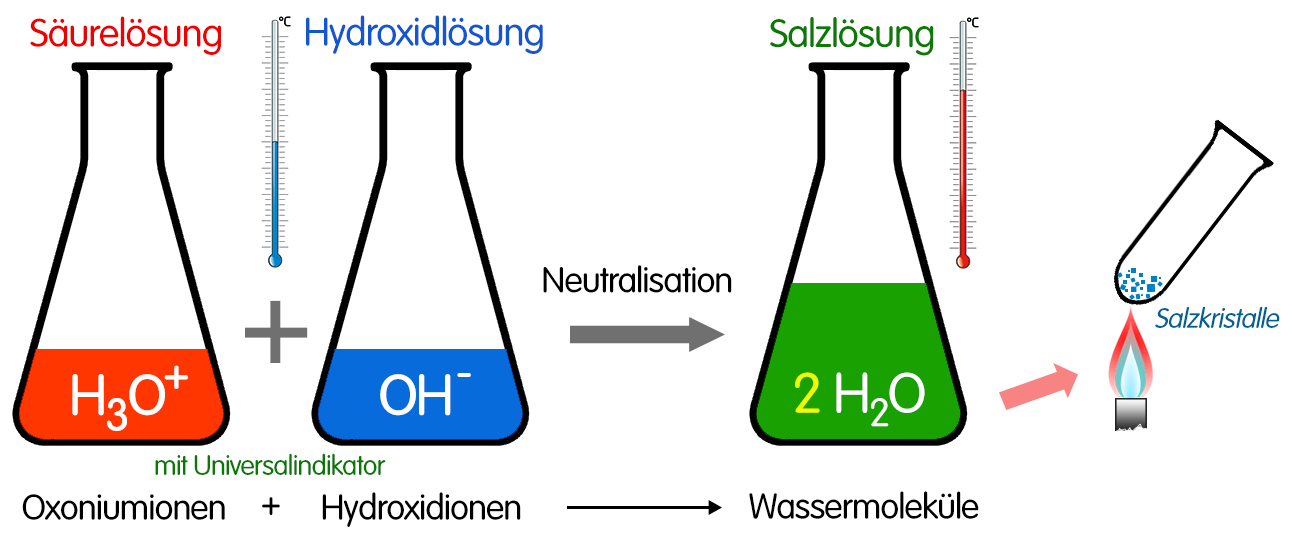 Säurelösung
°C
Hydroxidlösung
Salzlösung
°C
Neutralisation
Salzkristalle
H₃O⁺
+
OH⁻
2 H₂O
mit Universalindikator
Oxoniumionen + Hydroxidionen → Wassermoleküle